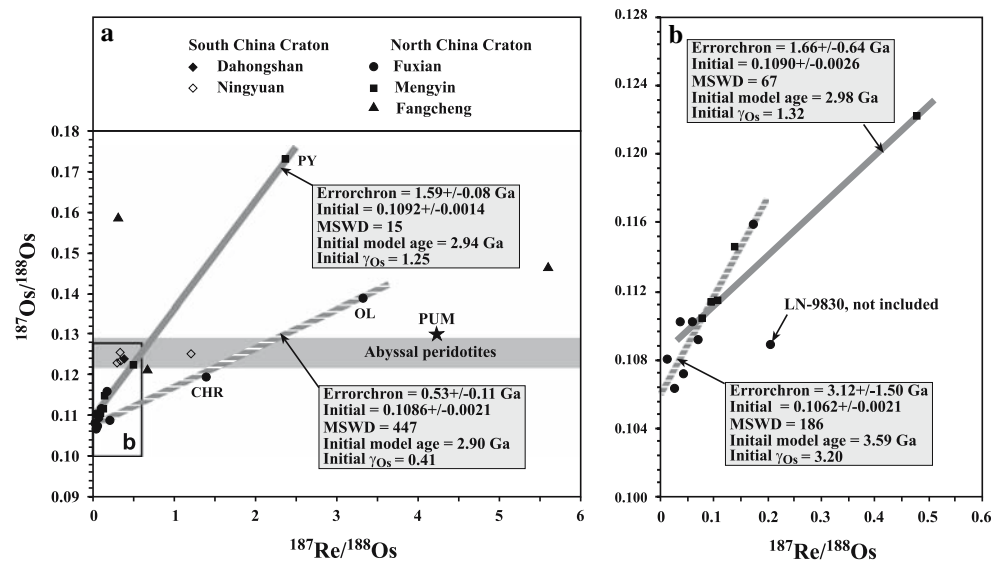 a
South China Craton
Dahongshan
Ningyuan
North China Craton
Fuxian
Mengyin
Fangcheng
187Os/188Os
0.18
0.17
0.16
0.15
0.14
0.13
0.12
0.11
0.10
0.09
PY
Errorchron = 1.59+/-0.08 Ga
Initial = 0.1092+/-0.0014
MSWD = 15
Initial model age = 2.94 Ga
Initial γOs = 1.25
OL
PUM
Abyssal peridotites
CHR
b
Errorchron = 0.53+/-0.11 Ga
Initial = 0.1086+/-0.0021
MSWD = 447
Initial model age = 2.90 Ga
Initial γOs = 0.41
0 1 2 3 4 5 6
187Re/188Os
b
0.128
0.124
0.120
0.116
0.112
0.108
0.104
0.100
Errorchron = 1.66+/-0.64 Ga
Initial = 0.1090+/-0.0026
MSWD = 67
Initial model age = 2.98 Ga
Initial γOs = 1.32
LN-9830, not included
Errorchron = 3.12+/-1.50 Ga
Initial = 0.1062+/-0.0021
MSWD = 186
Initail model age = 3.59 Ga
Initial γOs = 3.20
0 0.1 0.2 0.3 0.4 0.5 0.6
187Re/188Os